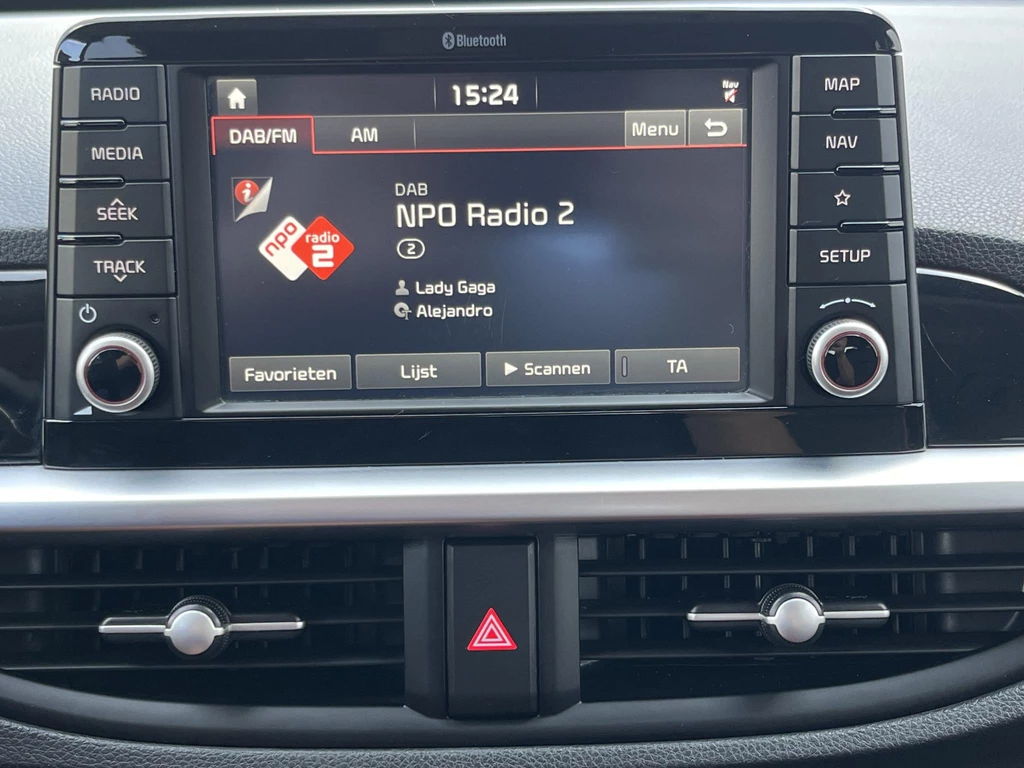 Bluetooth
RADIO
MEDIA
SEEK
TRACK
15:24
Nav
DAB/FM AM Menu
DAB
NPO Radio 2
2
npo radio 2
Lady Gaga
Alejandro
Favorieten Lijst Scannen TA
MAP
NAV
SETUP